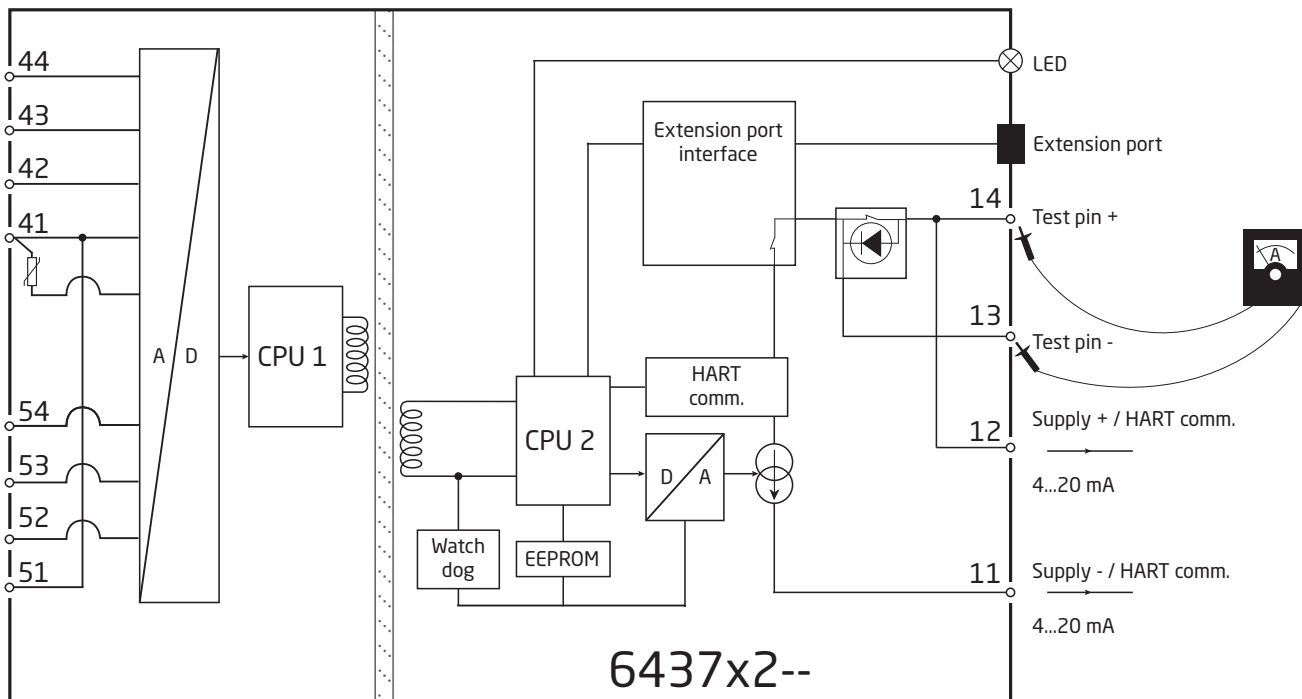 44
43
42
41
54
53
52
51
A
D
CPU 1
LED
Extension port
interface
Extension port
14
Test pin +
A
13
Test pin -
HART
comm.
CPU 2
12
Supply + / HART comm.
4...20 mA
D
A
Watch
dog
EEPROM
11
Supply - / HART comm.
4...20 mA
6437x2--